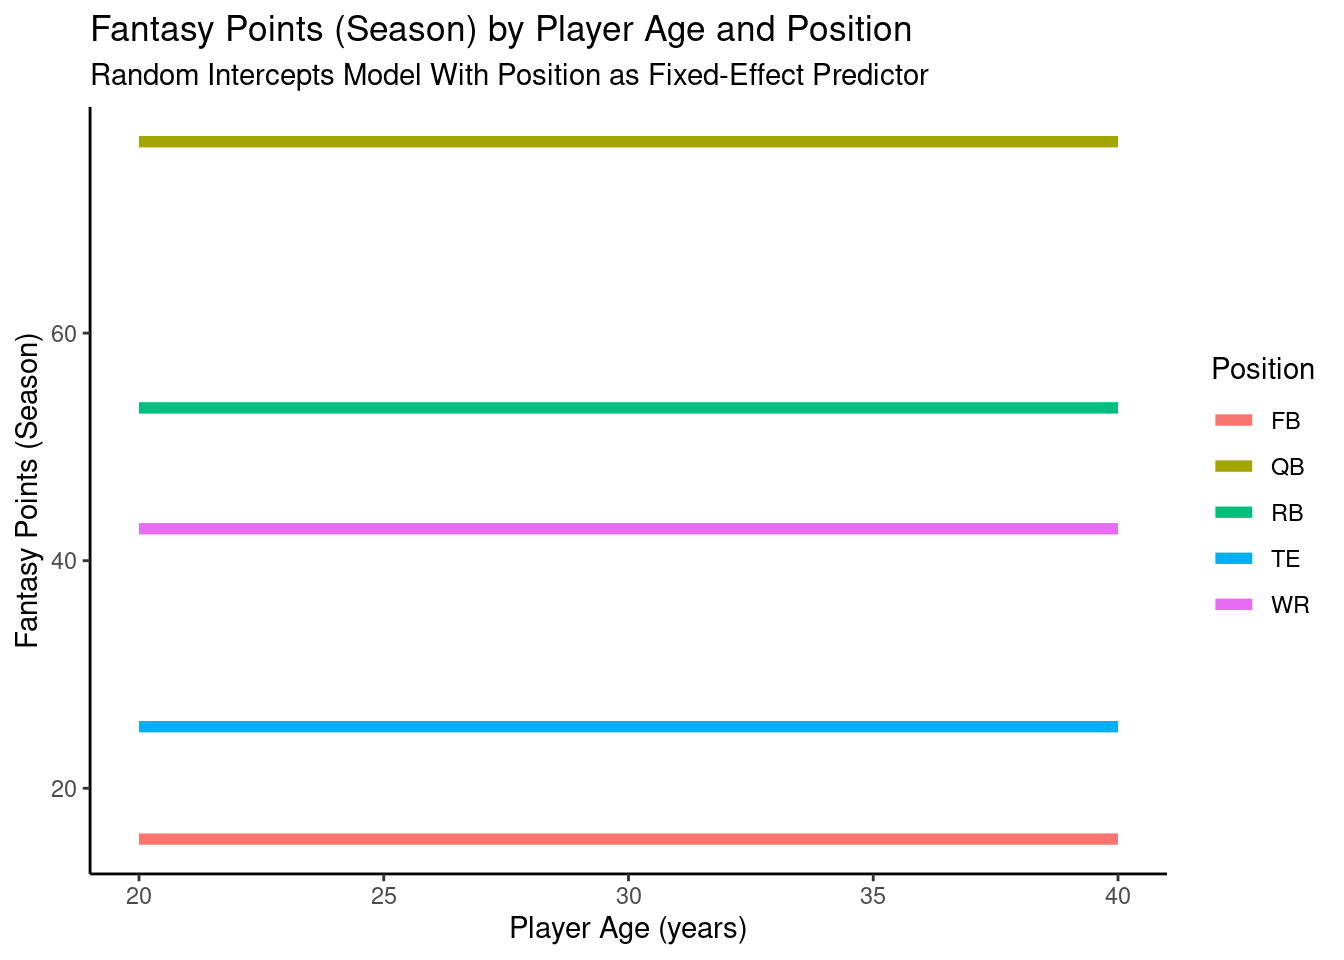 Fantasy Points (Season) by Player Age and Position
Random Intercepts Model With Position as Fixed-Effect Predictor
Fantasy Points (Season)
60
40
20
20 25 30 35 40
Player Age (years)
Position
FB
QB
RB
TE
WR